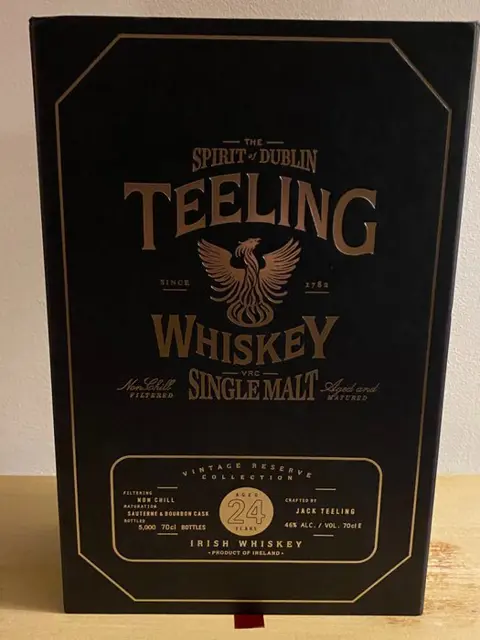 THE
SPIRIT of DUBLIN
TEELING
SINCE 1782
WHISKEY
VRC
Non Chill SINGLE MALT Aged and
FILTERED MATURED
VINTAGE RESERVE
COLLECTION
FILTERING
NON CHILL
MATURATION
SAUTERNE & BOURBON CASK
BOTTLED
5,000 70cl BOTTLES
AGED
24
YEARS
CRAFTED BY
JACK TEELING
46% ALC. / VOL. 70cl E
IRISH WHISKEY
•PRODUCT OF IRELAND•